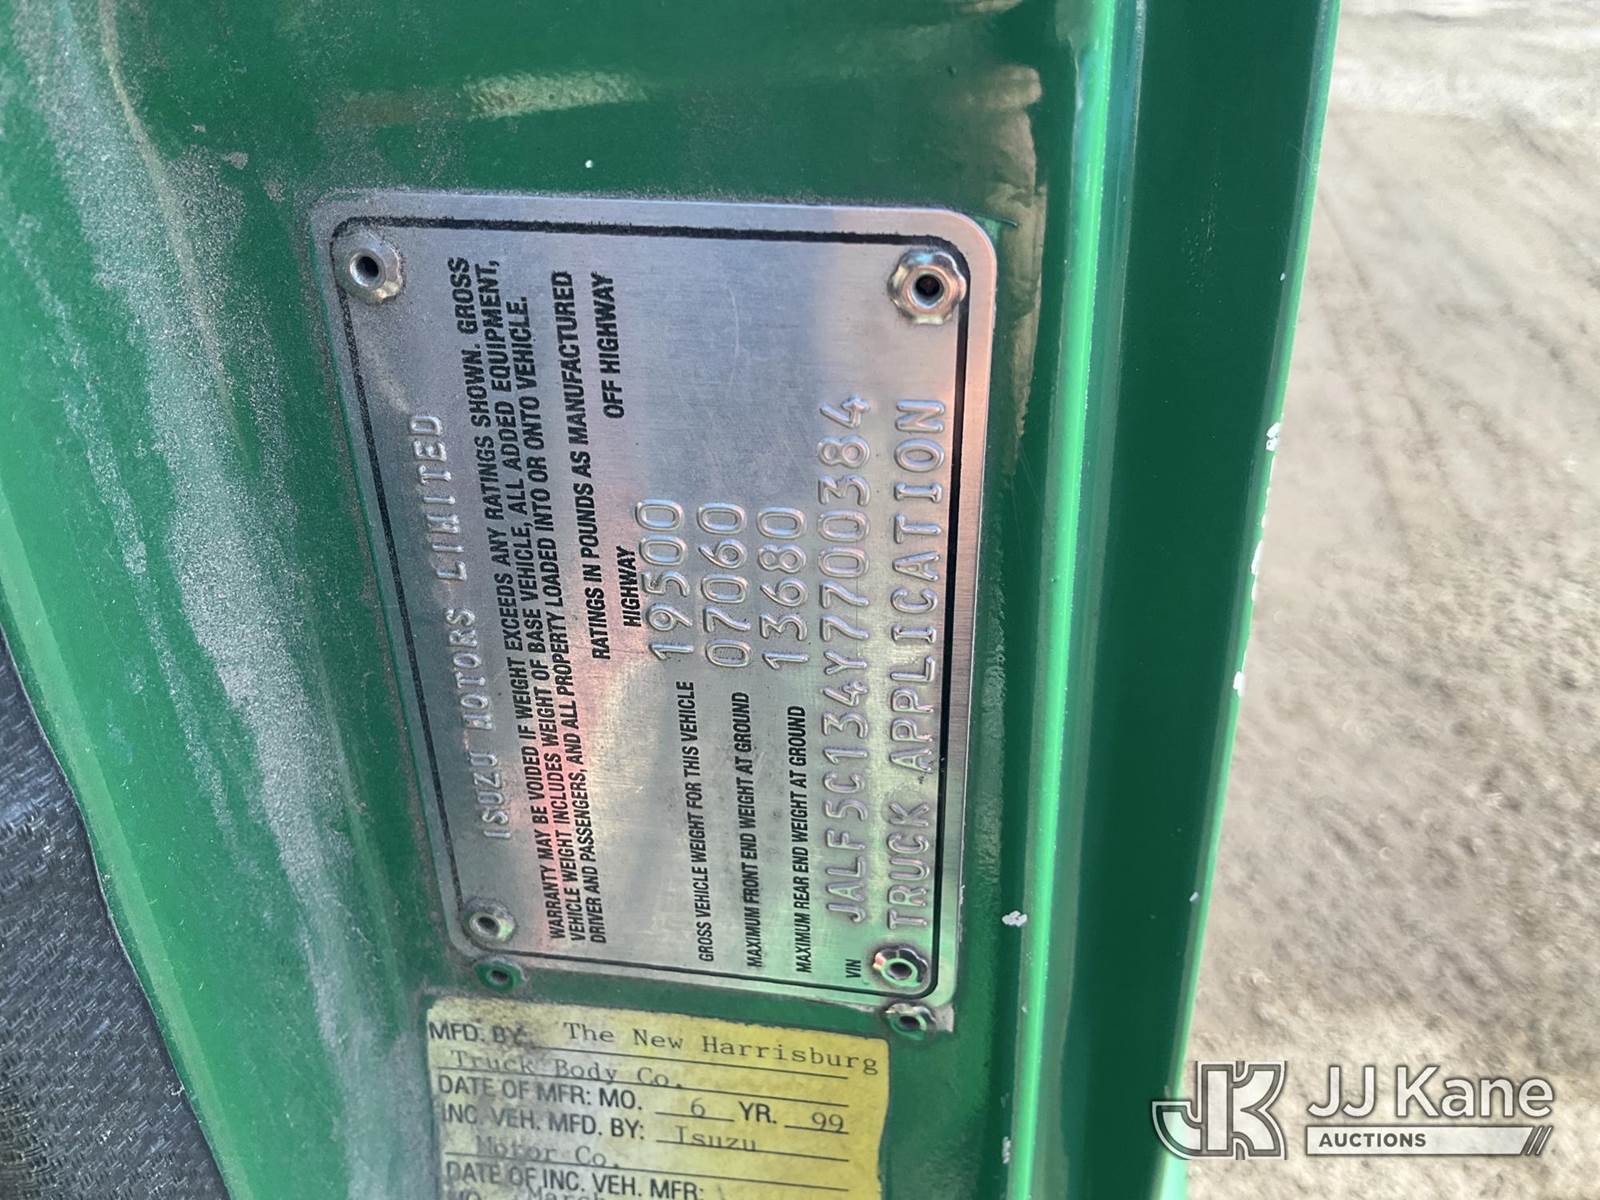 ISUZU MOTORS LIMITED
WARRANTY MAY BE VOIDED IF WEIGHT EXCEEDS ANY RATINGS SHOWN. GROSS
VEHICLE WEIGHT INCLUDES WEIGHT OF BASE VEHICLE, ALL ADDED EQUIPMENT,
DRIVER AND PASSENGERS, AND ALL PROPERTY LOADED INTO OR ONTO VEHICLE.
RATINGS IN POUNDS AS MANUFACTURED
HIGHWAY OFF HIGHWAY
GROSS VEHICLE WEIGHT FOR THIS VEHICLE 19500
MAXIMUM FRONT END WEIGHT AT GROUND 07060
MAXIMUM REAR END WEIGHT AT GROUND 13680
VIN JALF5C134Y7700384
TRUCK APPLICATION
MFD. BY: The New Harrisburg
Truck Body Co.
DATE OF MFR: MO. 6 YR. 99
INC. VEH. MFD. BY: Isuzu
Motor Co.
DATE OF INC. VEH. MFR:
March
JJ Kane
AUCTIONS